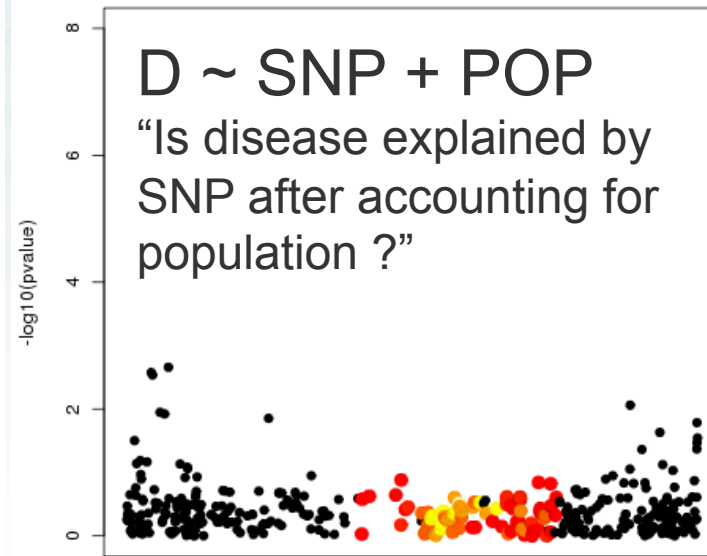 D ~ SNP + POP
“Is disease explained by
SNP after accounting for
population ?”
8
6
4
2
0
-log10(pvalue)